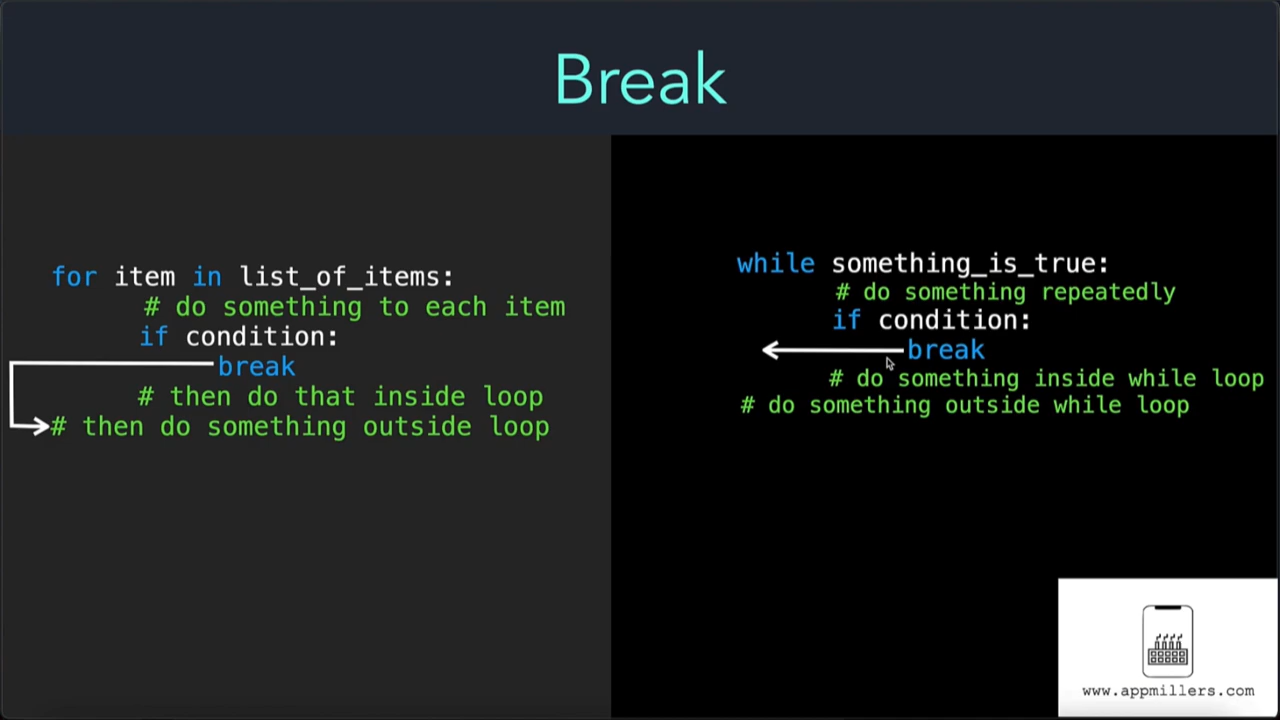 Break
for item in list_of_items:
# do something to each item
if condition:
break
# then do that inside loop
# then do something outside loop
while something_is_true:
# do something repeatedly
if condition:
break
# do something inside while loop
# do something outside while loop
www.appmillers.com